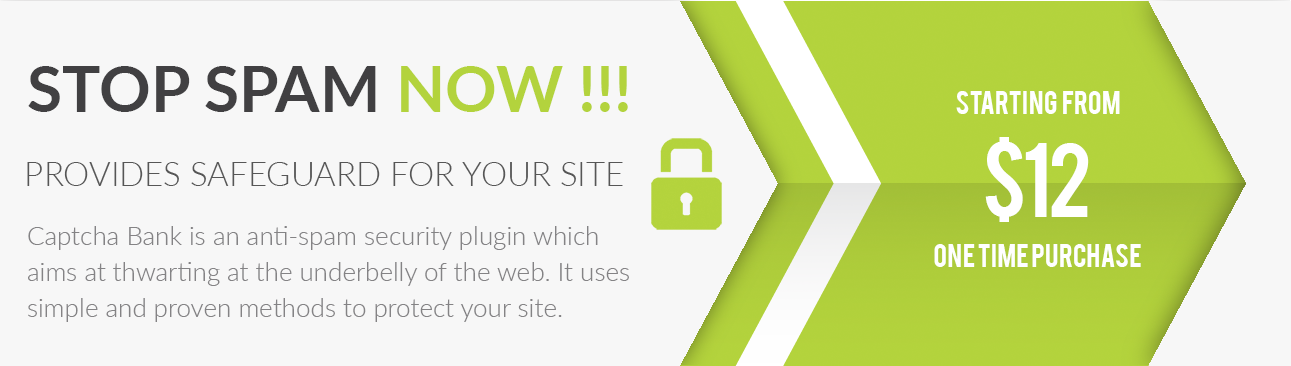 STOP SPAM NOW !!!
PROVIDES SAFEGUARD FOR YOUR SITE
Captcha Bank is an anti-spam security plugin which
aims at thwarting at the underbelly of the web. It uses
simple and proven methods to protect your site.
STARTING FROM
$12
ONE TIME PURCHASE